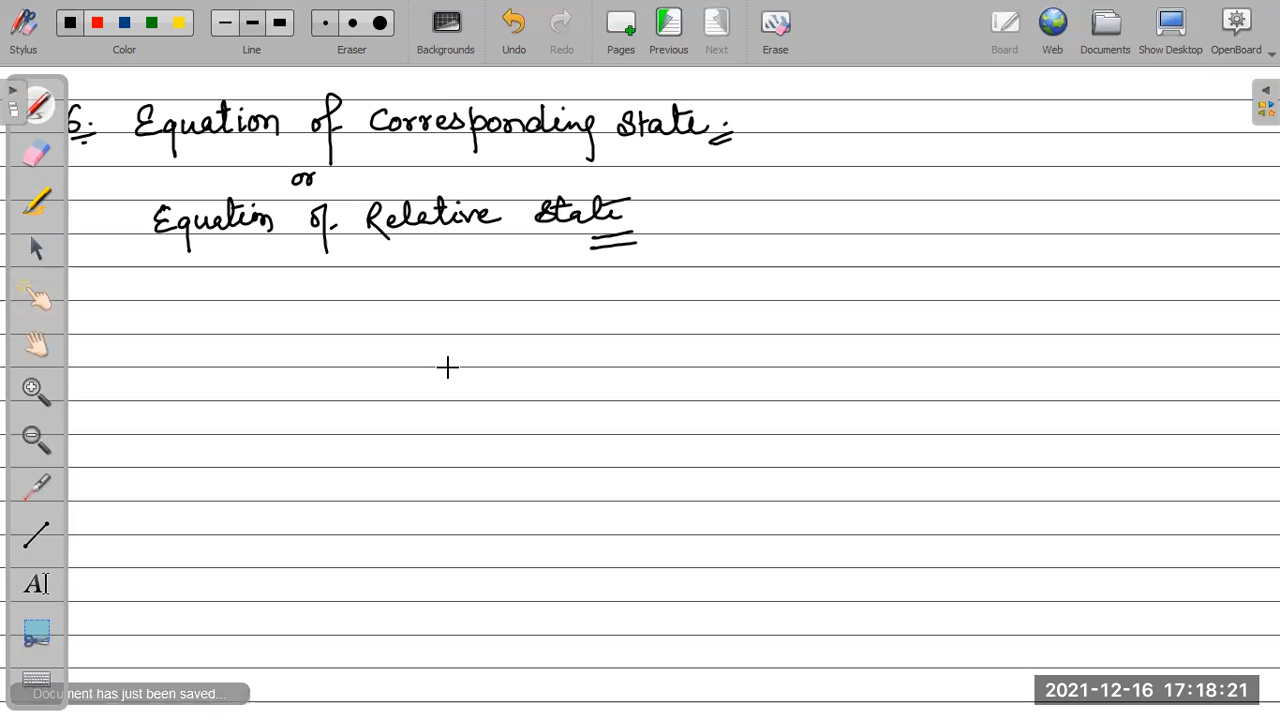 Stylus
Color
Line
Eraser
Backgrounds
Undo
Redo
Pages
Previous
Next
Erase
Board
Web
Documents
Show Desktop
OpenBoard
6. Equation of Corresponding State.
or
Equation of Relative State
A
Document has just been saved...
2021-12-16 17:18:21